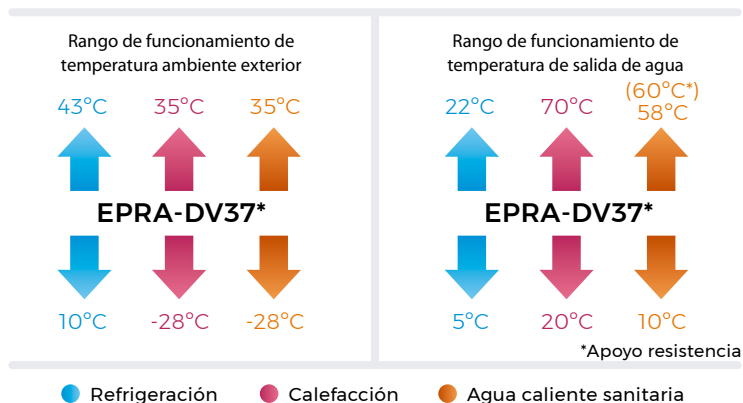 Rango de funcionamiento de
temperatura ambiente exterior
43°C 35°C 35°C
EPRA-DV37*
10°C -28°C -28°C
Rango de funcionamiento de
temperatura de salida de agua
(60°C*)
22°C 70°C 58°C
EPRA-DV37*
5°C 20°C 10°C
*Apoyo resistencia
Refrigeración Calefacción Agua caliente sanitaria